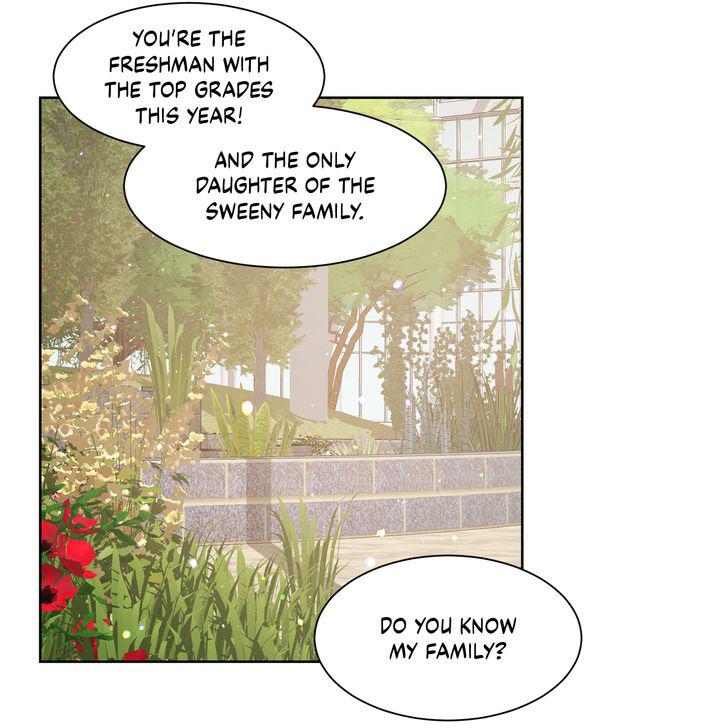 YOU'RE THE
FRESHMAN WITH
THE TOP GRADES
THIS YEAR!
AND THE ONLY
DAUGHTER OF THE
SWEENY FAMILY.
DO YOU KNOW
MY FAMILY?